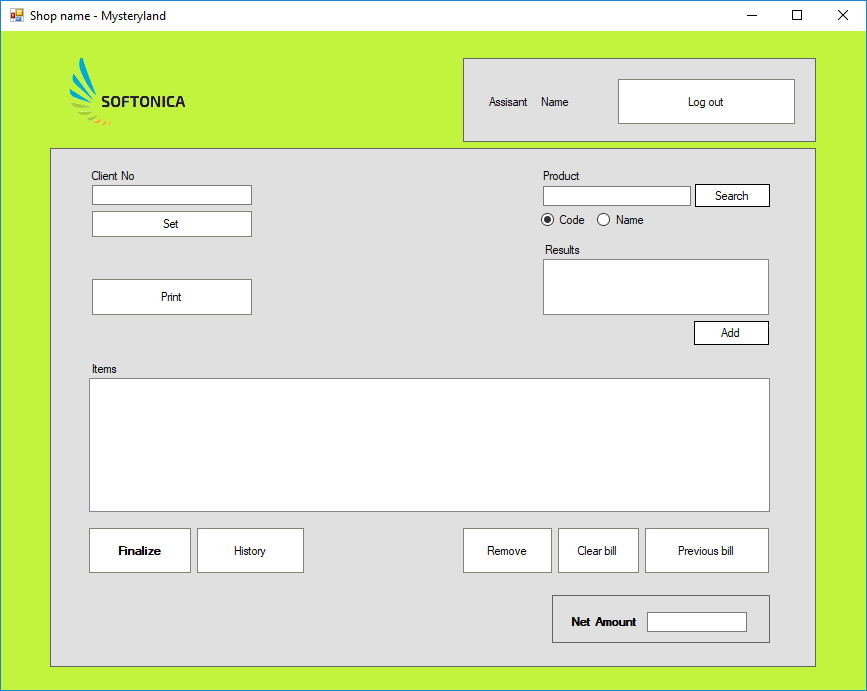 Shop name - Mysteryland
SOFTONICA
Assisant Name
Log out
Client No
Set
Print
Product
Search
Code
Name
Results
Add
Items
Finalize
History
Remove
Clear bill
Previous bill
Net Amount